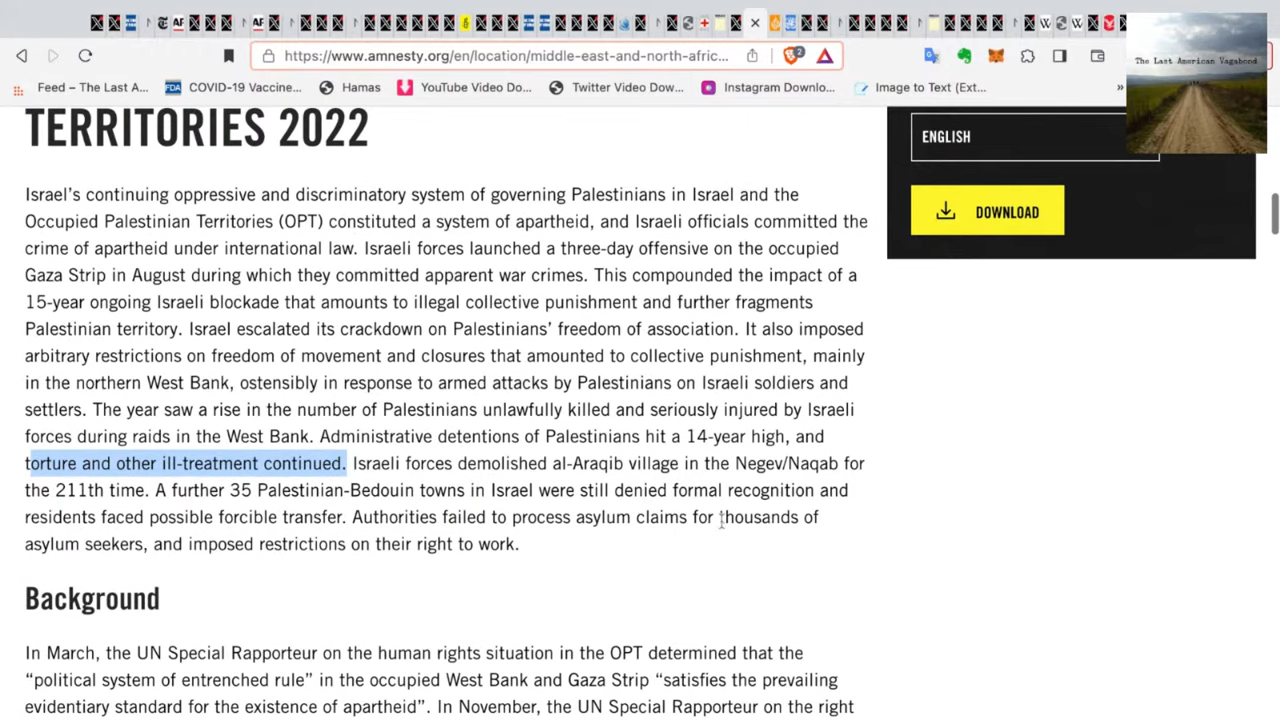 https://www.amnesty.org/en/location/middle-east-and-north-afric...
Feed – The Last A...
COVID-19 Vaccine...
Hamas
YouTube Video Do...
Twitter Video Dow...
Instagram Downlo...
Image to Text (Ext...
»
The Last American Vagabond
TERRITORIES 2022
ENGLISH
DOWNLOAD
Israel's continuing oppressive and discriminatory system of governing Palestinians in Israel and the
Occupied Palestinian Territories (OPT) constituted a system of apartheid, and Israeli officials committed the
crime of apartheid under international law. Israeli forces launched a three-day offensive on the occupied
Gaza Strip in August during which they committed apparent war crimes. This compounded the impact of a
15-year ongoing Israeli blockade that amounts to illegal collective punishment and further fragments
Palestinian territory. Israel escalated its crackdown on Palestinians' freedom of association. It also imposed
arbitrary restrictions on freedom of movement and closures that amounted to collective punishment, mainly
in the northern West Bank, ostensibly in response to armed attacks by Palestinians on Israeli soldiers and
settlers. The year saw a rise in the number of Palestinians unlawfully killed and seriously injured by Israeli
forces during raids in the West Bank. Administrative detentions of Palestinians hit a 14-year high, and
torture and other ill-treatment continued. Israeli forces demolished al-Araqib village in the Negev/Naqab for
the 211th time. A further 35 Palestinian-Bedouin towns in Israel were still denied formal recognition and
residents faced possible forcible transfer. Authorities failed to process asylum claims for thousands of
asylum seekers, and imposed restrictions on their right to work.
Background
In March, the UN Special Rapporteur on the human rights situation in the OPT determined that the
“political system of entrenched rule” in the occupied West Bank and Gaza Strip “satisfies the prevailing
evidentiary standard for the existence of apartheid”. In November, the UN Special Rapporteur on the right